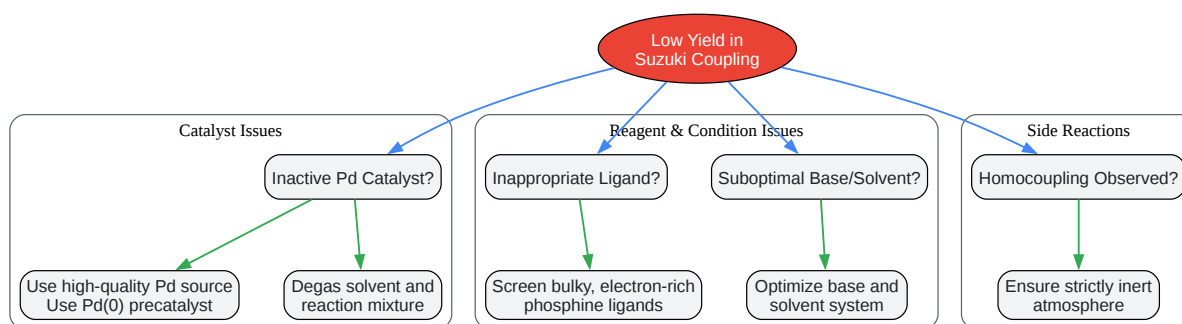 Low Yield in
Suzuki Coupling
Catalyst Issues
Reagent & Condition Issues
Side Reactions
Inactive Pd Catalyst?
Inappropriate Ligand?
Suboptimal Base/Solvent?
Homocoupling Observed?
Use high-quality Pd source
Use Pd(0) precatalyst
Degas solvent and
reaction mixture
Screen bulky, electron-rich
phosphine ligands
Optimize base and
solvent system
Ensure strictly inert
atmosphere